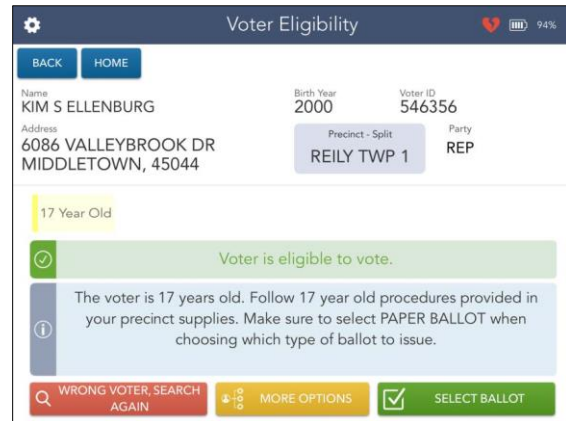 Voter Eligibility
94%
BACK
HOME
Name
KIM S ELLENBURG
Birth Year
2000
Voter ID
546356
Address
6086 VALLEYBROOK DR
MIDDLETOWN, 45044
Precinct - Split
REILY TWP 1
Party
REP
17 Year Old
Voter is eligible to vote.
The voter is 17 years old. Follow 17 year old procedures provided in
your precinct supplies. Make sure to select PAPER BALLOT when
choosing which type of ballot to issue.
WRONG VOTER, SEARCH
AGAIN
MORE OPTIONS
SELECT BALLOT